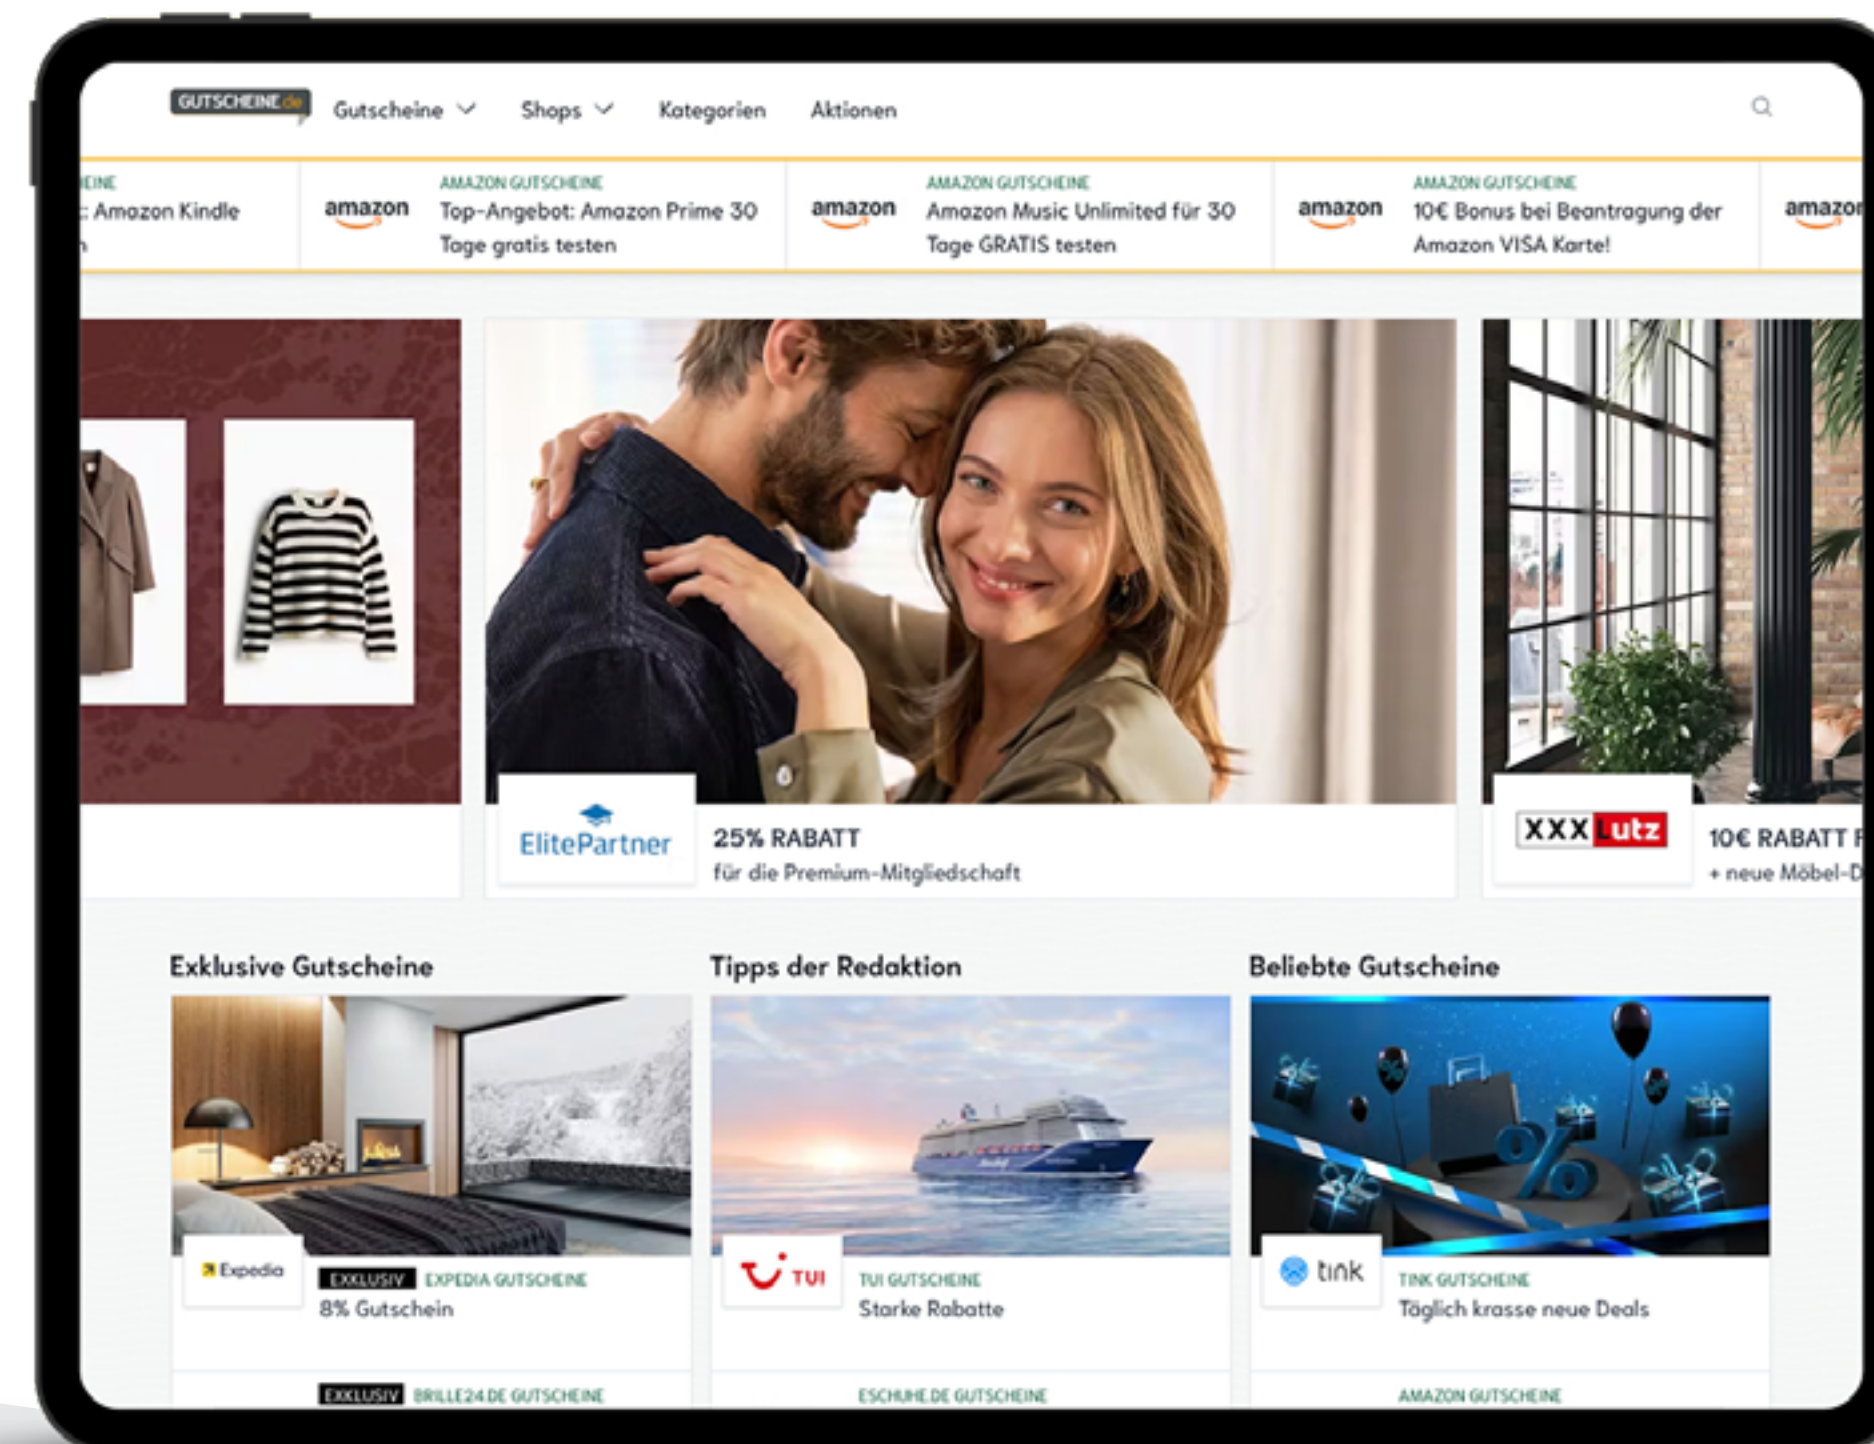 GUTSCHEINE.de
Gutscheine
Shops
Kategorien
Aktionen
EINE
: Amazon Kindle
n
amazon
AMAZON GUTSCHEINE
Top-Angebot: Amazon Prime 30
Tage gratis testen
amazon
AMAZON GUTSCHEINE
Amazon Music Unlimited für 30
Tage GRATIS testen
amazon
AMAZON GUTSCHEINE
10€ Bonus bei Beantragung der
Amazon VISA Karte!
amazon
ElitePartner
25% RABATT
für die Premium-Mitgliedschaft
XXXLutz
10€ RABATT F
+ neue Möbel-D
Exklusive Gutscheine
Expedia
EXKLUSIV EXPEDIA GUTSCHEINE
8% Gutschein
EXKLUSIV BRILLE24.DE GUTSCHEINE
Tipps der Redaktion
TUI
TUI GUTSCHEINE
Starke Rabatte
ESCHUHE.DE GUTSCHEINE
Beliebte Gutscheine
%
%
tink
TINK GUTSCHEINE
Täglich krasse neue Deals
AMAZON GUTSCHEINE